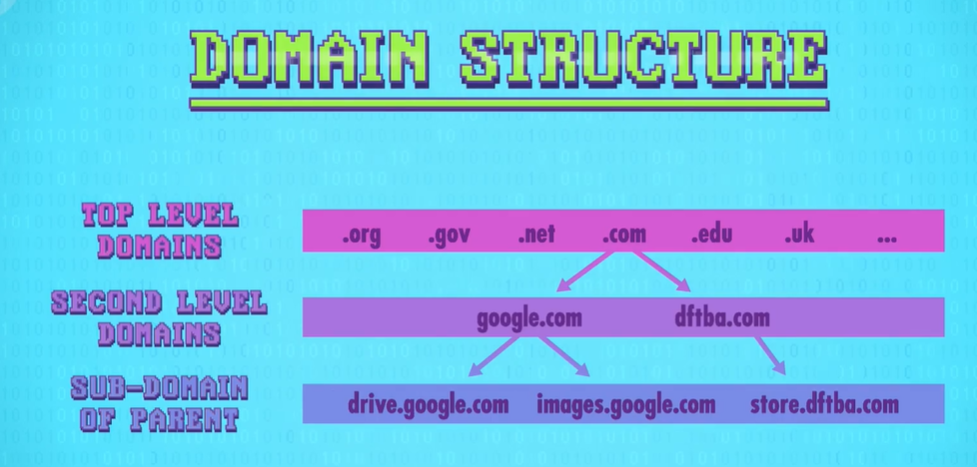 DOMAIN STRUCTURE
TOP LEVEL
DOMAINS
.org .gov .net .com .edu .uk ...
SECOND LEVEL
DOMAINS
google.com dftba.com
SUB-DOMAIN
OF PARENT
drive.google.com images.google.com store.dftba.com